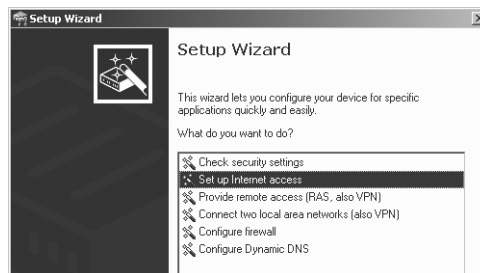 Setup Wizard
Setup Wizard
This wizard lets you configure your device for specific
applications quickly and easily.
What do you want to do?
Check security settings
Set up Internet access
Provide remote access (RAS, also VPN)
Connect two local area networks (also VPN)
Configure firewall
Configure Dynamic DNS